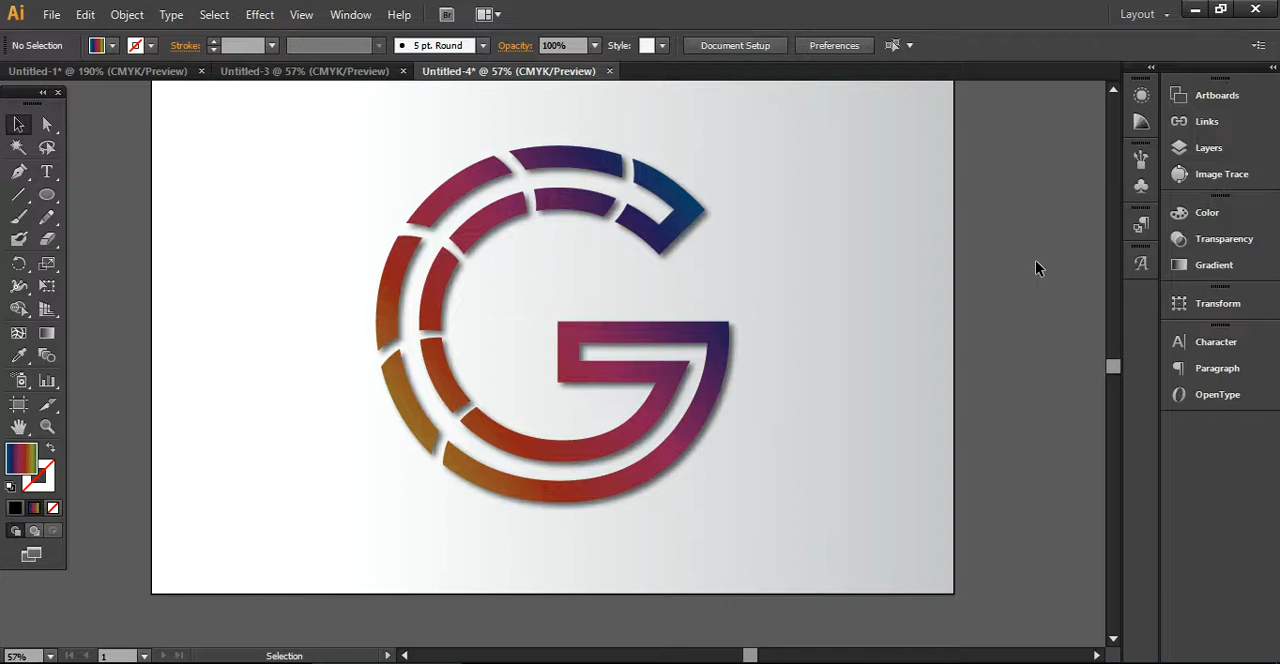 Ai File Edit Object Type Select Effect View Window Help Br Layout
No Selection Stroke: 5 pt. Round Opacity: 100% Style: Document Setup Preferences
Untitled-1* @ 190% (CMYK/Preview) Untitled-3 @ 57% (CMYK/Preview) Untitled-4* @ 57% (CMYK/Preview)
Artboards
Links
Layers
Image Trace
Color
Transparency
Gradient
Transform
Character
Paragraph
OpenType
G
57% 1 Selection